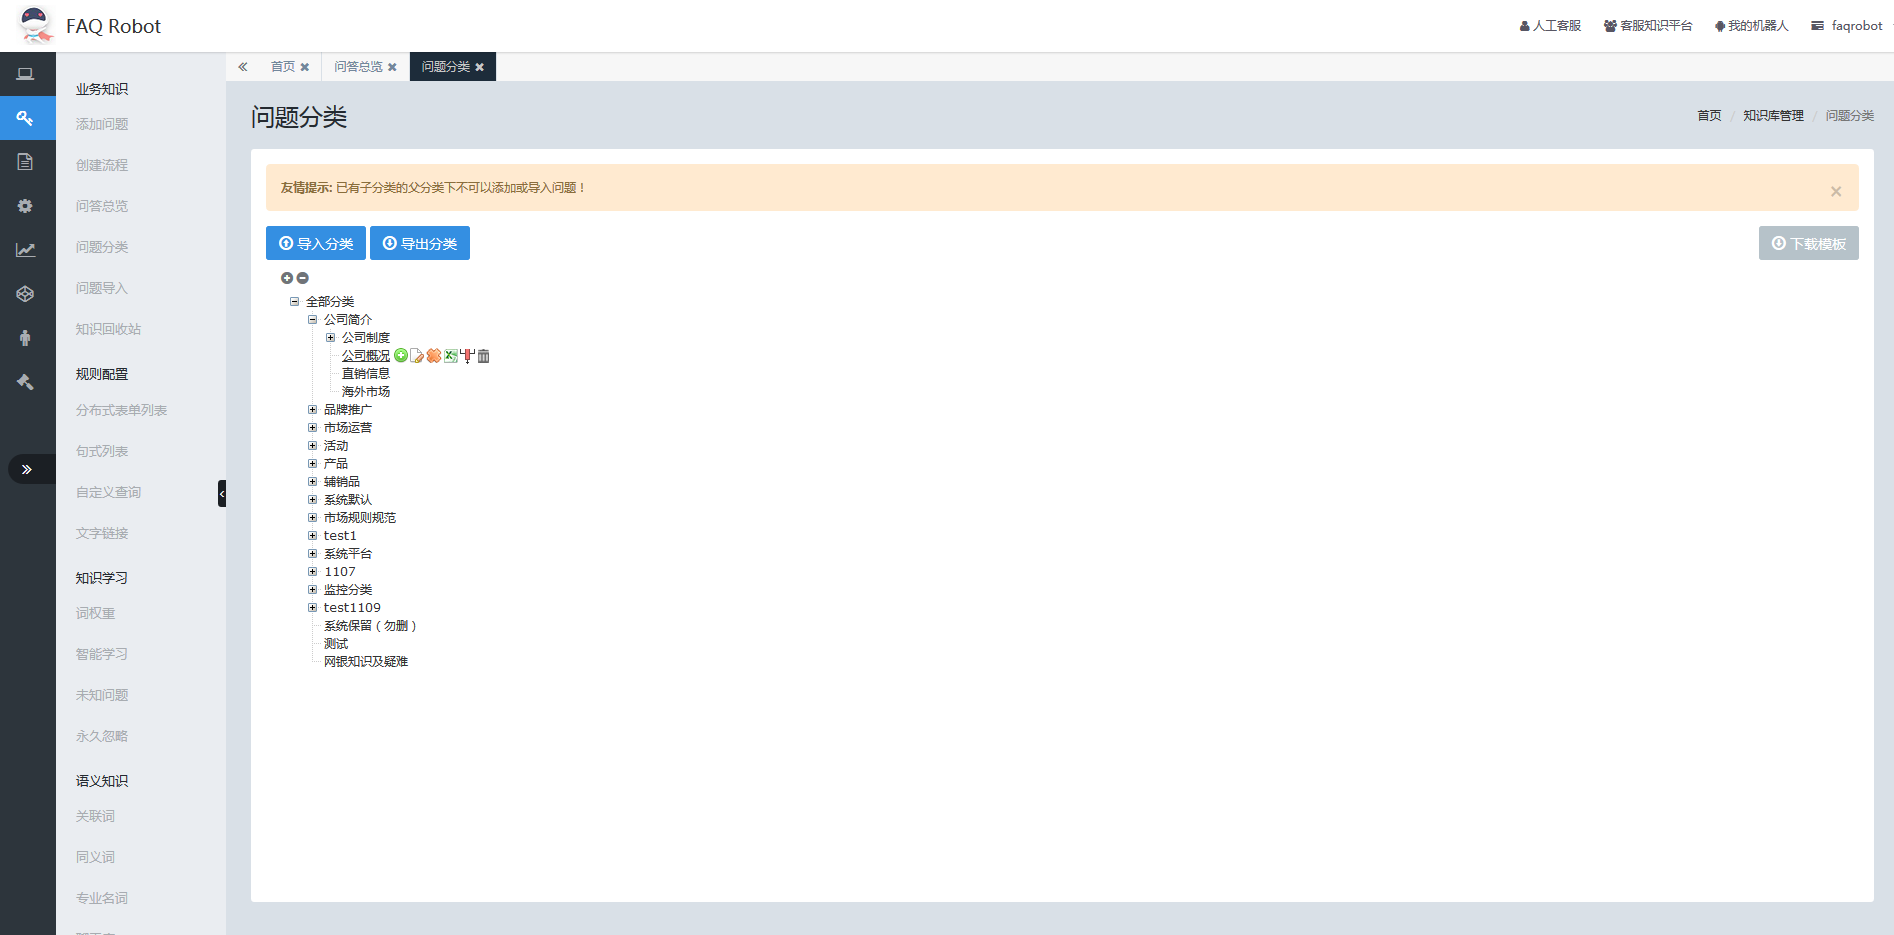 FAQ Robot
人工客服
客服知识平台
我的机器人
faqrobot
首页
问答总览
问题分类
业务知识
添加问题
创建流程
问答总览
问题分类
问题导入
知识回收站
规则配置
分布式表单列表
句式列表
自定义查询
文字链接
知识学习
词权重
智能学习
未知问题
永久忽略
语义知识
关联词
同义词
专业名词
问题分类
首页 / 知识库管理 / 问题分类
友情提示: 已有子分类的父分类下不可以添加或导入问题！
导入分类
导出分类
下载模板
全部分类
公司简介
公司制度
公司概况
直销信息
海外市场
品牌推广
市场运营
活动
产品
辅销品
系统默认
市场规则规范
test1
系统平台
1107
监控分类
test1109
系统保留（勿删）
测试
网银知识及疑难